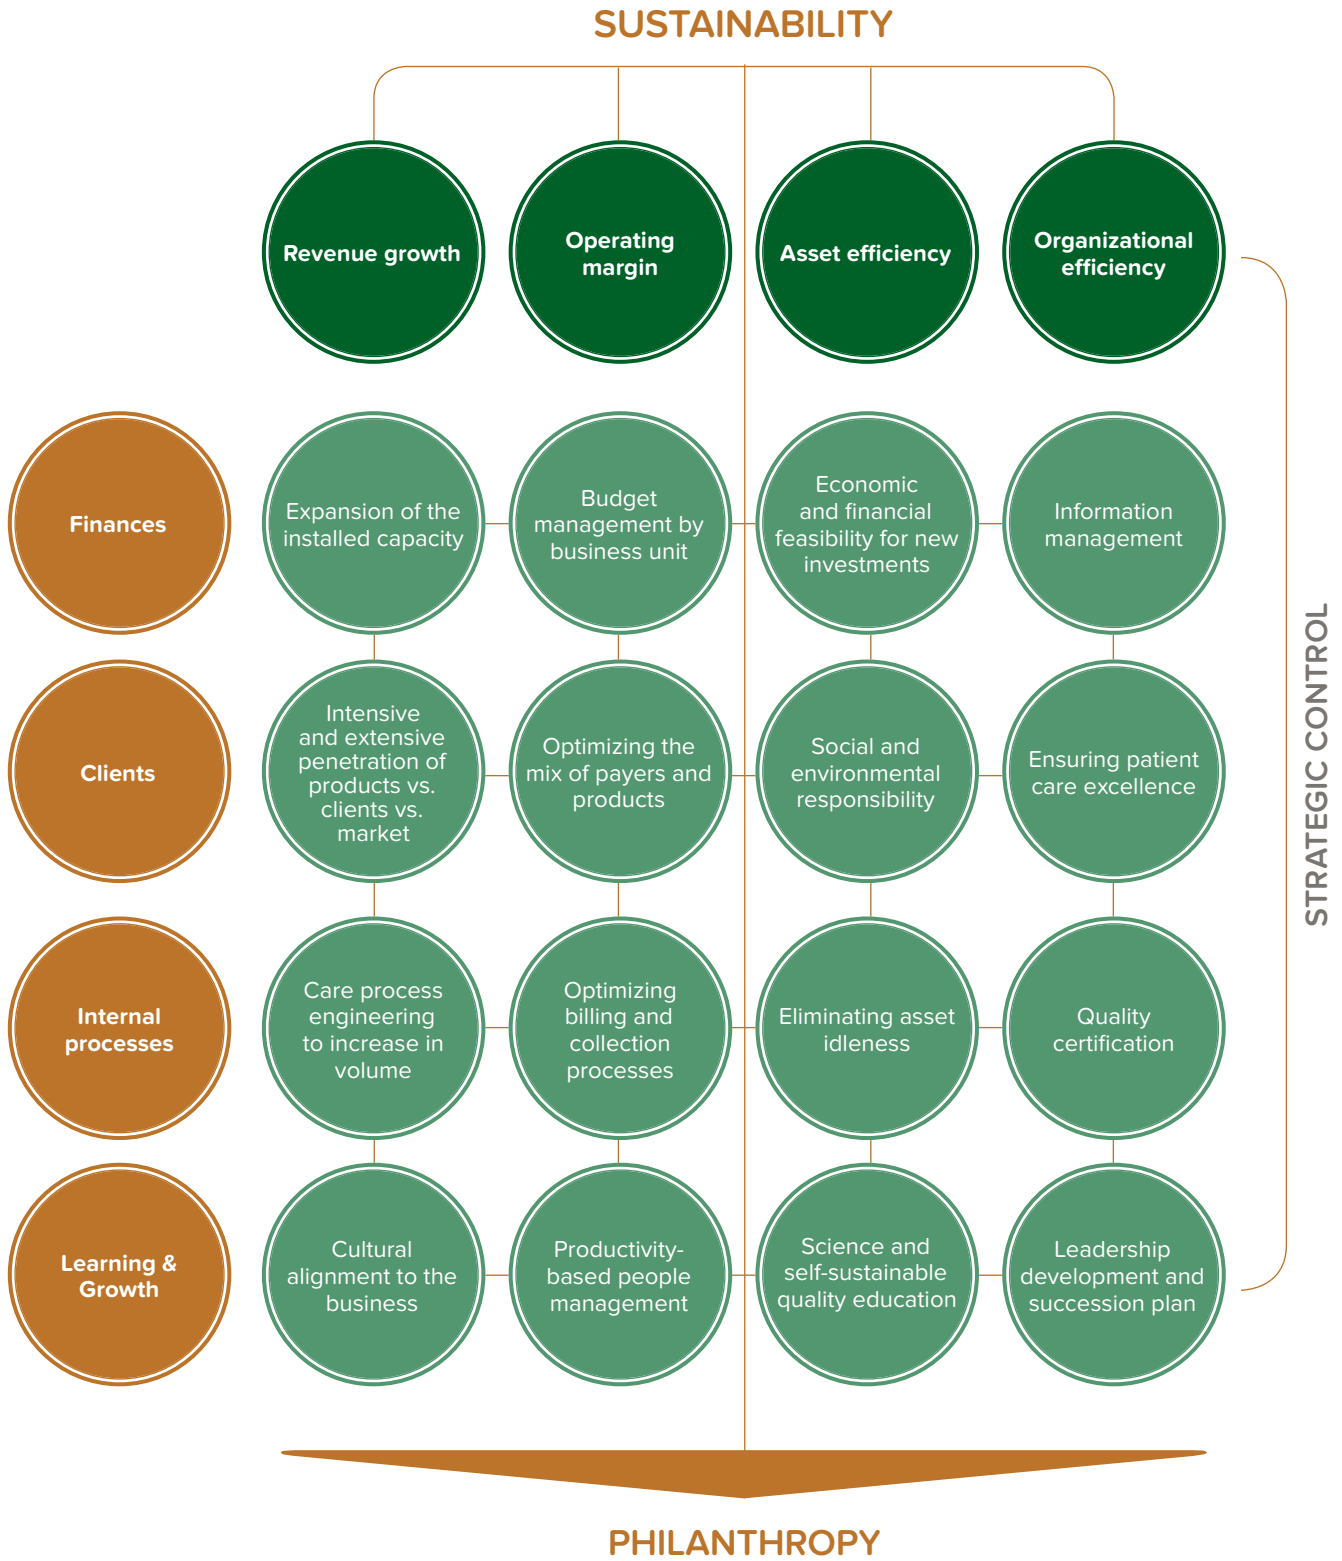 SUSTAINABILITY
Revenue growth
Operating
margin
Asset efficiency
Organizational
efficiency
Finances
Expansion of the
installed capacity
Budget
management by
business unit
Economic
and financial
feasibility for new
investments
Information
management
Clients
Intensive
and extensive
penetration of
products vs.
clients vs.
market
Optimizing the
mix of payers and
products
Social and
environmental
responsibility
Ensuring patient
care excellence
Internal
processes
Care process
engineering
to increase in
volume
Optimizing
billing and
collection
processes
Eliminating asset
idleness
Quality
certification
Learning &
Growth
Cultural
alignment to the
business
Productivity-
based people
management
Science and
self-sustainable
quality education
Leadership
development and
succession plan
STRATEGIC CONTROL
PHILANTHROPY